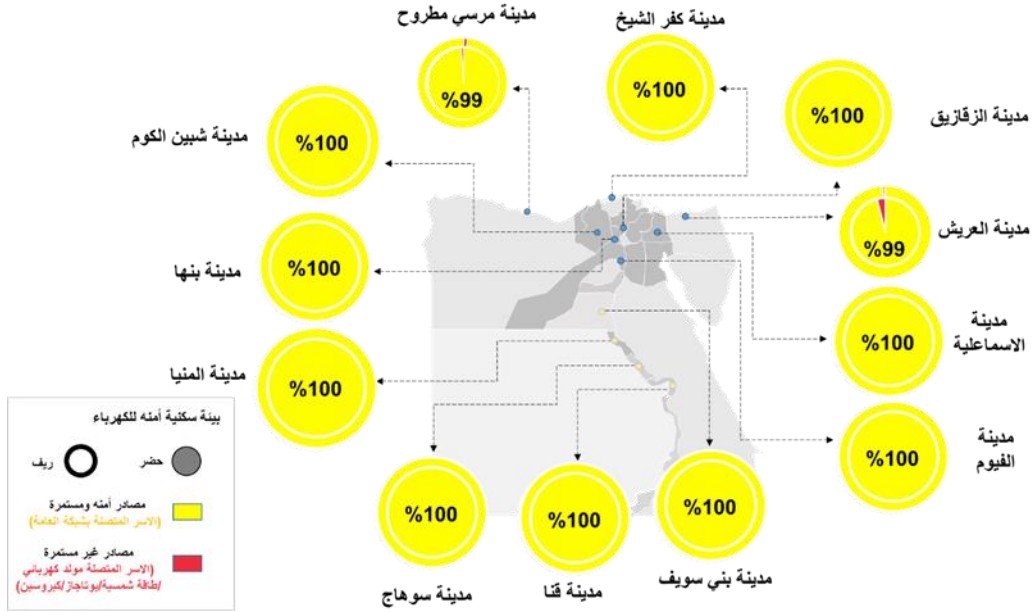 مدينة مرسي مطروح
مدينة كفر الشيخ
%99
%100
%100
مدينة الزقازيق
%100
مدينة شبين الكوم
مدينة العريش
%99
%100
مدينة بنها
مدينة
الاسماعلية
%100
%100
مدينة المنيا
مدينة
الفيوم
%100
%100
%100
%100
مدينة سوهاج
مدينة قنا
مدينة بني سويف
بيئة سكنية أمنه للكهرباء
حضر
ريف
مصادر أمنه ومستمرة
(الاسر المتصلة بشبكة العامة)
مصادر غير مستمرة
(الاسر المتصلة مولد كهربائي
/طاقة شمسية/بوتاجاز/كيروسين)